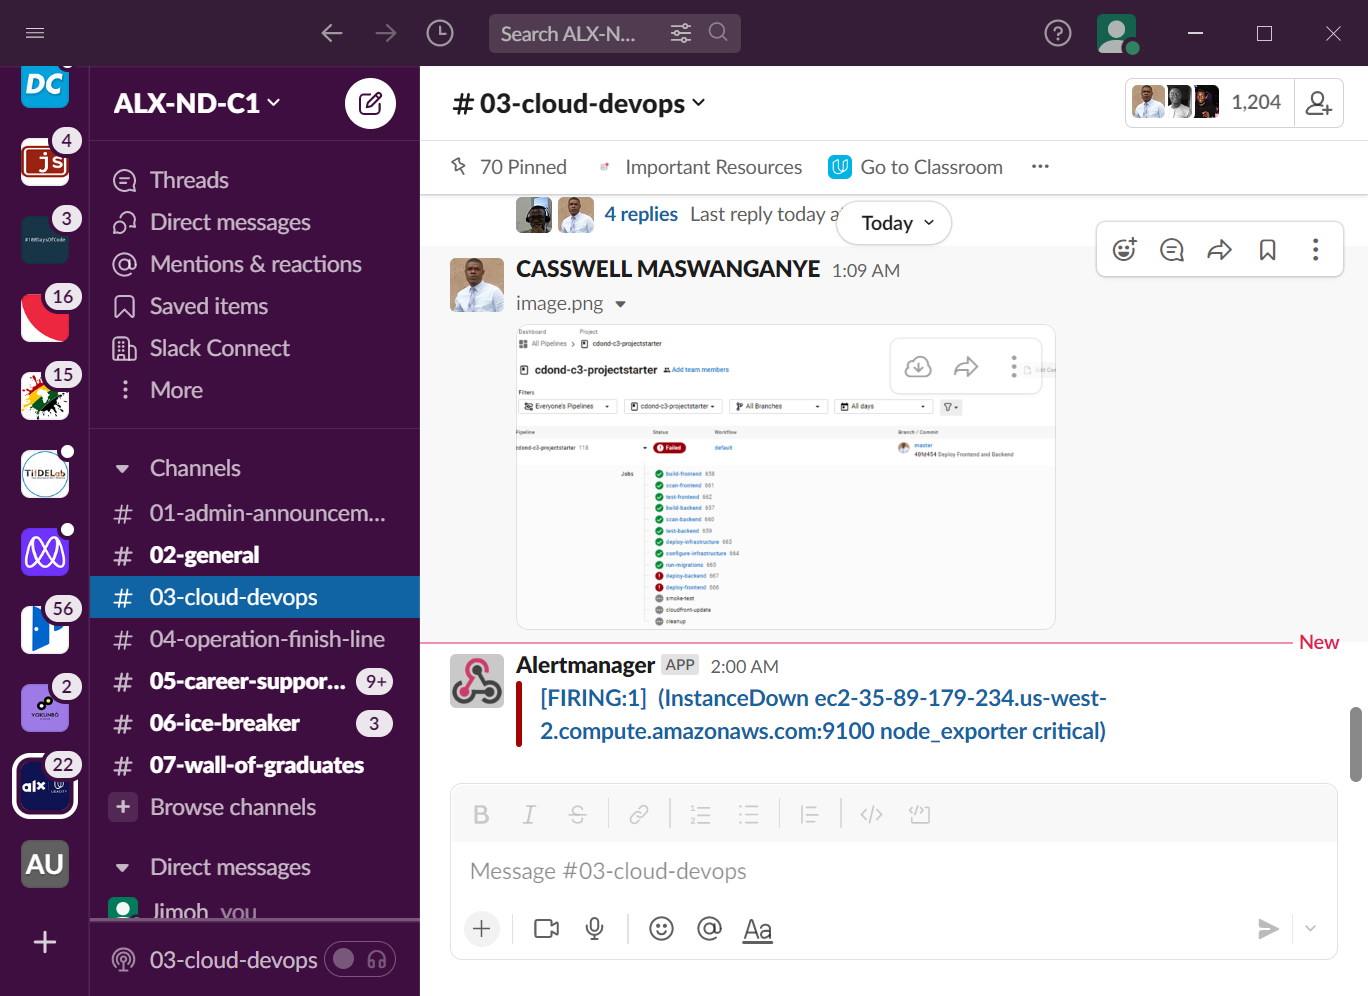 Search ALX-N...
DC
ALX-ND-C1
# 03-cloud-devops
1,204
4
js
3
#100DaysOfCode
16
15
TiIDELab
56
2
22
alx
AU
Threads
Direct messages
Mentions & reactions
Saved items
Slack Connect
More
Channels
# 01-admin-announcem...
# 02-general
# 03-cloud-devops
# 04-operation-finish-line
# 05-career-suppor... 9+
# 06-ice-breaker 3
# 07-wall-of-graduates
Browse channels
Direct messages
Jimoh you
03-cloud-devops
70 Pinned Important Resources Go to Classroom
4 replies Last reply today a
Today
CASSWELL MASWANGANYE 1:09 AM
image.png
Dashboard Project
All Pipelines cdond-c3-projectstarter
cdond-c3-projectstarter Add team members
Filters
Everyone's Pipelines cdond-c3-projectstarter All Branches All days
Pipeline Status Workflow Branch / Commit
cdond-c3-projectstarter 118 Failed default master
40fd454 Deploy Frontend and Backend
Jobs build-frontend 658
scan-frontend 661
test-frontend 662
build-backend 657
scan-backend 660
test-backend 659
deploy-infrastructure 663
configure-infrastructure 664
run-migrations 665
deploy-backend 667
deploy-frontend 666
smoke-test
cloudfront-update
cleanup
New
Alertmanager APP 2:00 AM
[FIRING:1] (InstanceDown ec2-35-89-179-234.us-west-
2.compute.amazonaws.com:9100 node_exporter critical)
Message #03-cloud-devops
Aa